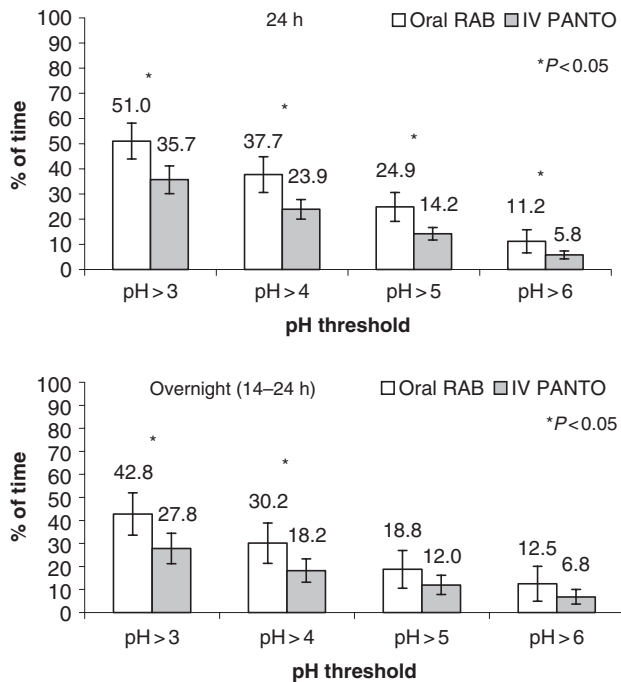 24 h
Oral RAB IV PANTO
*P<0.05
% of time
100
90
80
70
60
50
40
30
20
10
0
* * * *
51.0 35.7 37.7 23.9 24.9 14.2 11.2 5.8
pH>3 pH>4 pH>5 pH>6
pH threshold
Overnight (14–24 h)
Oral RAB IV PANTO
*P<0.05
% of time
100
90
80
70
60
50
40
30
20
10
0
* *
42.8 27.8 30.2 18.2 18.8 12.0 12.5 6.8
pH>3 pH>4 pH>5 pH>6
pH threshold